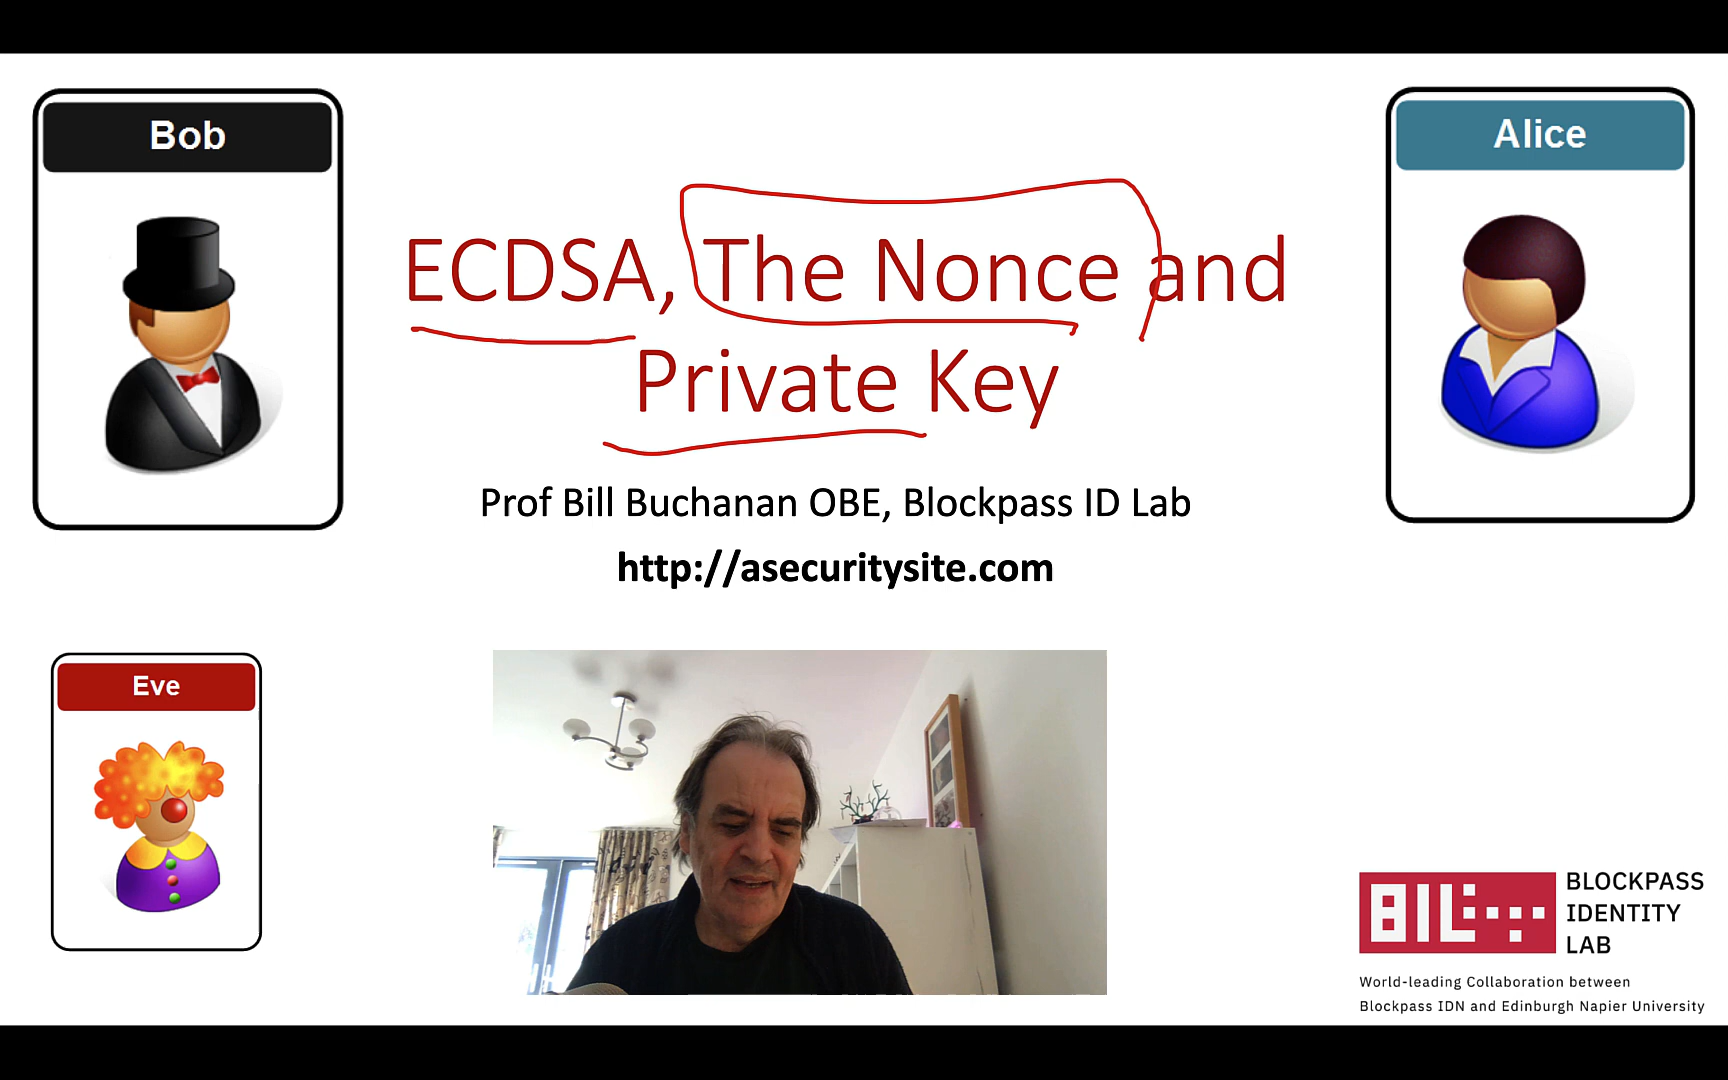 Bob
Alice
ECDSA, The Nonce and
Private Key
Prof Bill Buchanan OBE, Blockpass ID Lab
http://asecuritysite.com
Eve
BIL
BLOCKPASS
IDENTITY
LAB
World-leading Collaboration between
Blockpass IDN and Edinburgh Napier University